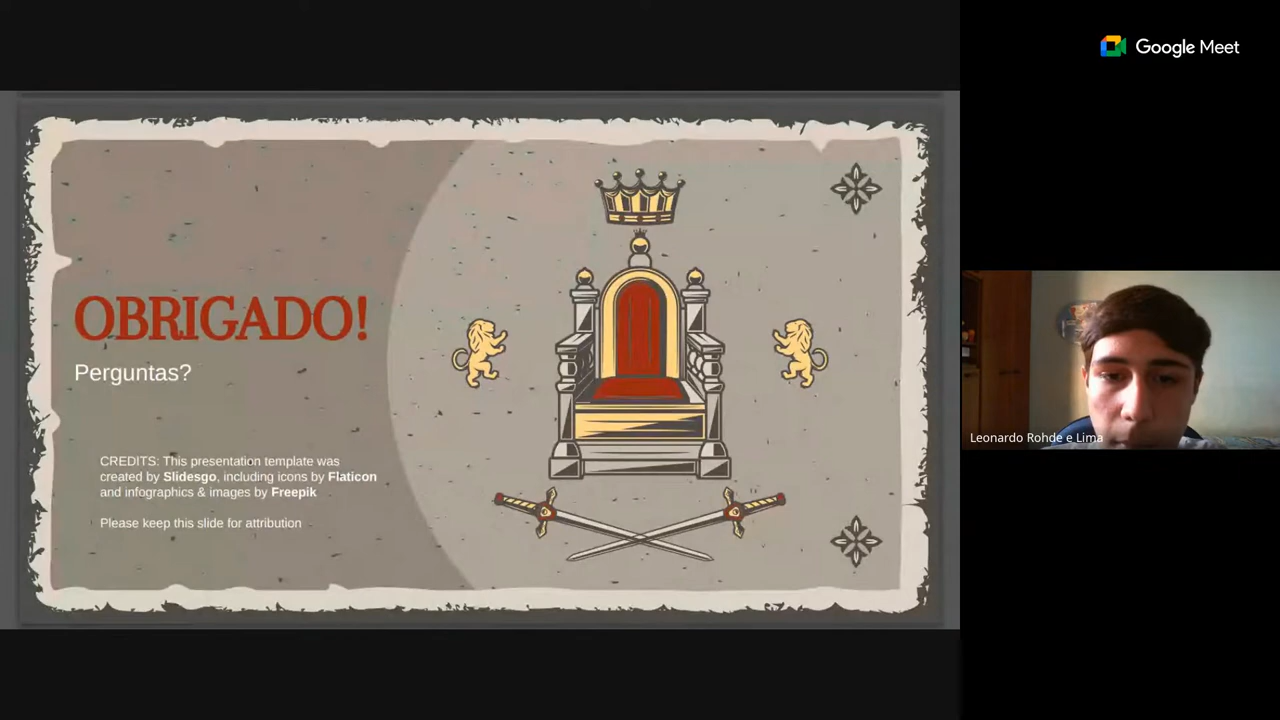 Google Meet
OBRIGADO!
Perguntas?
CREDITS: This presentation template was
created by Slidesgo, including icons by Flaticon
and infographics & images by Freepik
Please keep this slide for attribution
Leonardo Rohde e Lima